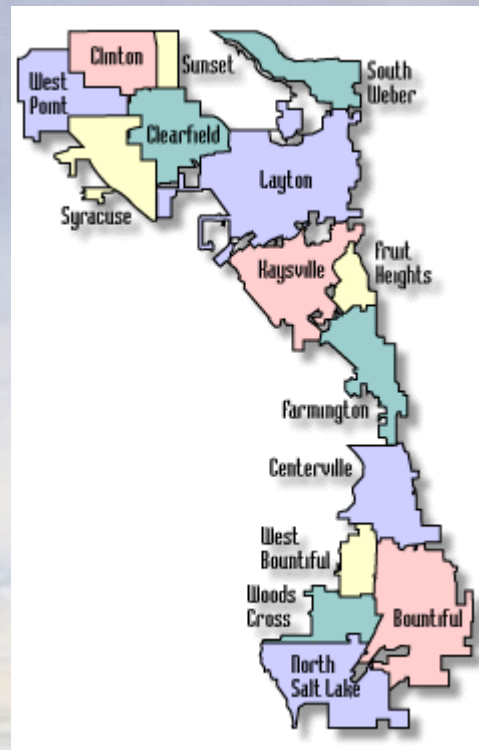 Clinton
Sunset
South
Weber
West
Point
Clearfield
Layton
Syracuse
Kaysville
Fruit
Heights
Farmington
Centerville
West
Bountiful
Woods
Cross
Bountiful
North
Salt Lake